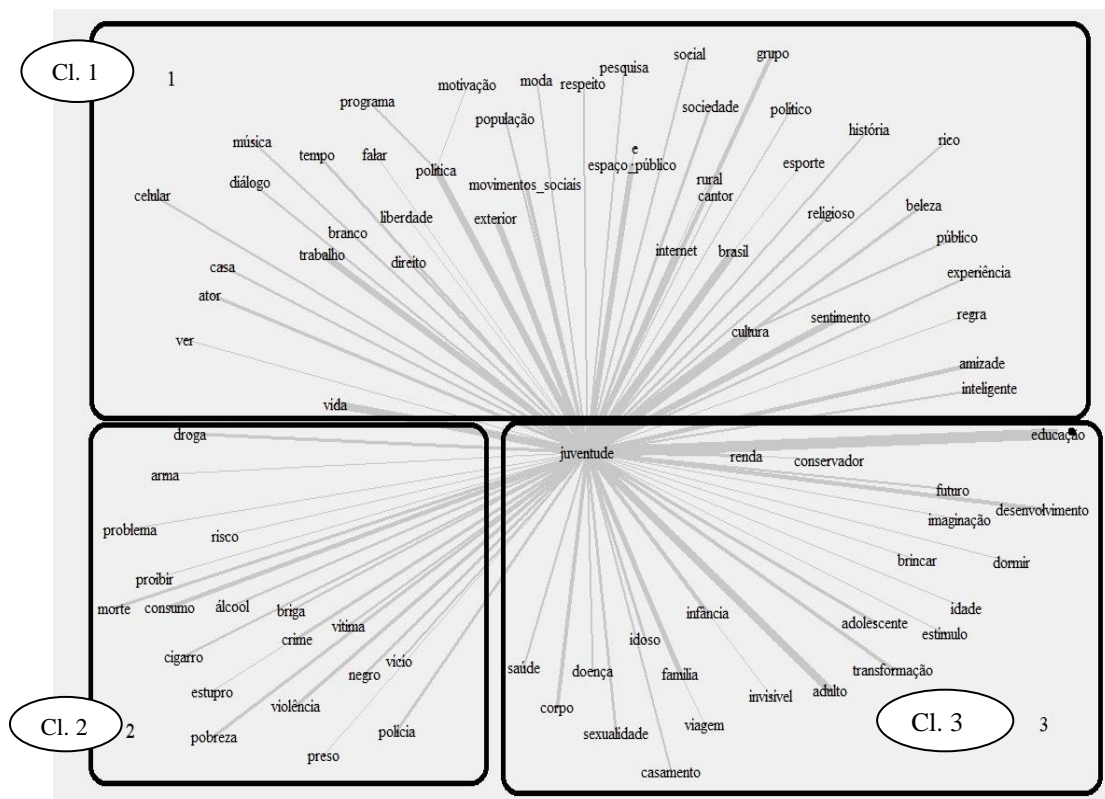 Cl. 1
1
motivação
moda
respeito
pesquisa
social
grupo
programa
população
sociedade
político
música
tempo
falar
política
e
espaço_público
história
rico
esporte
celular
diálogo
movimentos_sociais
rural
cantor
liberdade
exterior
religioso
beleza
branco
trabalho
direito
internet
brasil
público
casa
experiência
ator
cultura
sentimento
regra
ver
amizade
inteligente
vida
droga
arma
problema
risco
proibir
morte
consumo
álcool
briga
vítima
crime
cigarro
negro
vício
estupro
violência
pobreza
polícia
preso
Cl. 2
2
juventude
educação
renda
conservador
futuro
desenvolvimento
imaginação
brincar
dormir
infância
idade
adolescente
estímulo
idoso
saúde
doença
família
transformação
invisível
adulto
corpo
viagem
sexualidade
casamento
Cl. 3
3